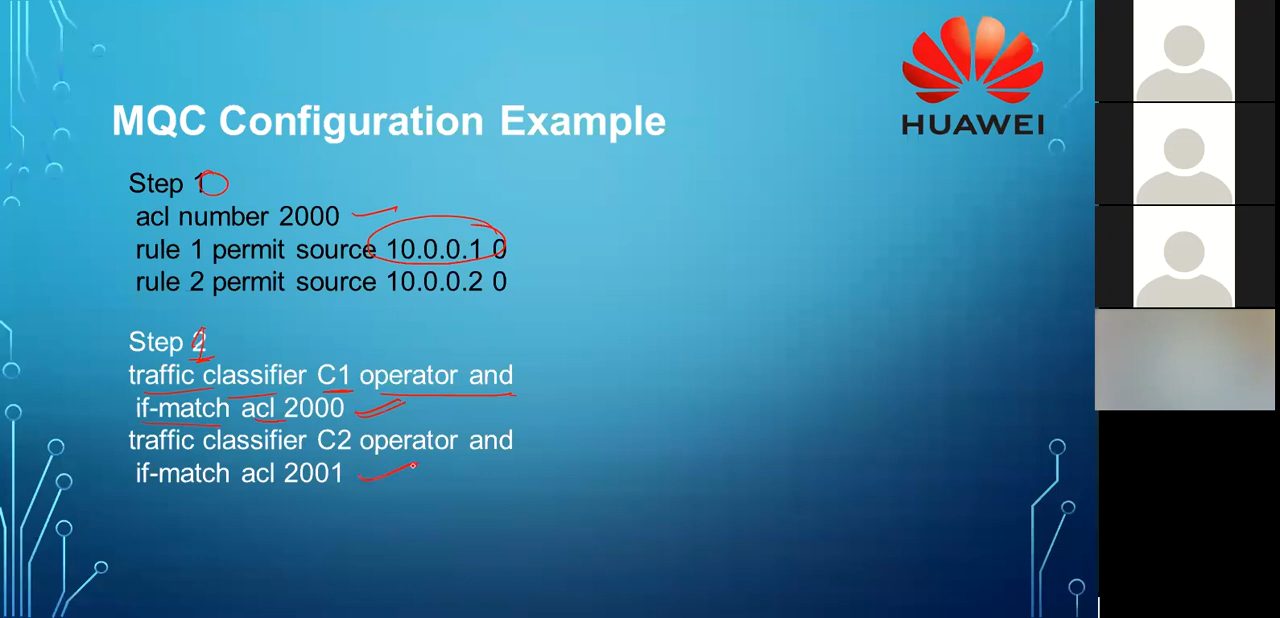 HUAWEI
MQC Configuration Example
Step 1
acl number 2000
rule 1 permit source 10.0.0.1 0
rule 2 permit source 10.0.0.2 0
Step 2
traffic classifier C1 operator and
if-match acl 2000
traffic classifier C2 operator and
if-match acl 2001